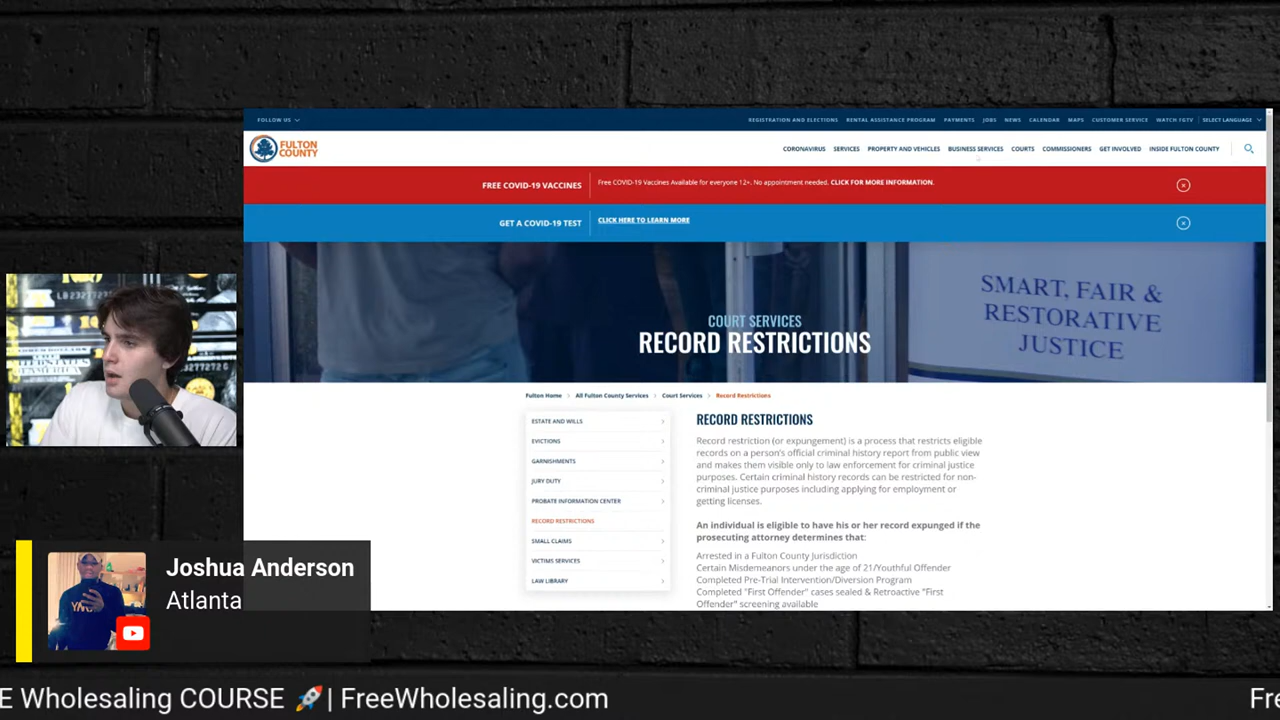 FOLLOW US
REGISTRATION AND ELECTIONS RENTAL ASSISTANCE PROGRAM PAYMENTS JOBS NEWS CALENDAR MAPS CUSTOMER SERVICE WATCH FGTV SELECT LANGUAGE
FULTON
COUNTY
CORONAVIRUS SERVICES PROPERTY AND VEHICLES BUSINESS SERVICES COURTS COMMISSIONERS GET INVOLVED INSIDE FULTON COUNTY
FREE COVID-19 VACCINES
Free COVID-19 Vaccines Available for everyone 12+. No appointment needed. CLICK FOR MORE INFORMATION.
GET A COVID-19 TEST
CLICK HERE TO LEARN MORE
COURT SERVICES
RECORD RESTRICTIONS
SMART, FAIR &
RESTORATIVE
JUSTICE
Fulton Home > All Fulton County Services > Court Services > Record Restrictions
ESTATE AND WILLS
EVICTIONS
GARNISHMENTS
JURY DUTY
PROBATE INFORMATION CENTER
RECORD RESTRICTIONS
SMALL CLAIMS
VICTIMS SERVICES
LAW LIBRARY
RECORD RESTRICTIONS
Record restriction (or expungement) is a process that restricts eligible
records on a person's official criminal history report from public view
and makes them visible only to law enforcement for criminal justice
purposes. Certain criminal history records can be restricted for non-
criminal justice purposes including applying for employment or
getting licenses.
An individual is eligible to have his or her record expunged if the
prosecuting attorney determines that:
Arrested in a Fulton County Jurisdiction
Certain Misdemeanors under the age of 21/Youthful Offender
Completed Pre-Trial Intervention/Diversion Program
Completed "First Offender" cases sealed & Retroactive "First
Offender" screening available
Joshua Anderson
Atlanta
E Wholesaling COURSE 🚀 | FreeWholesaling.com
Fre